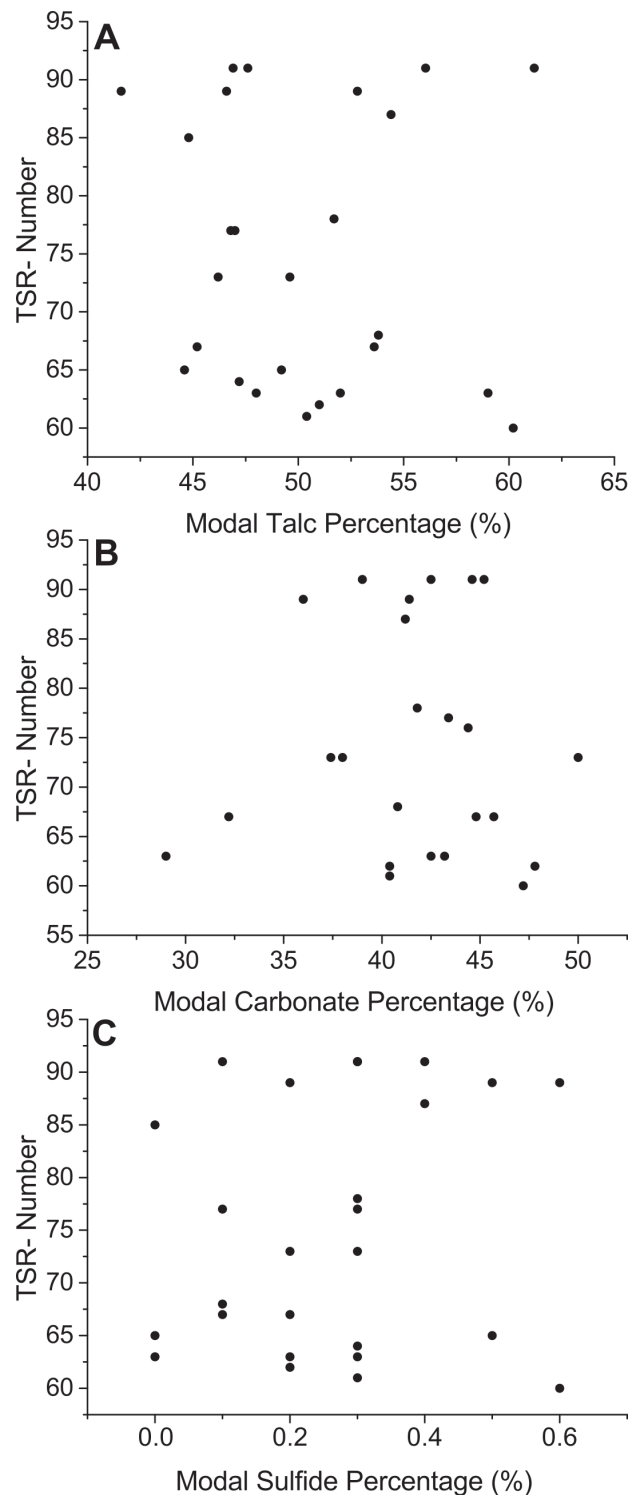 A
95
90
85
80
75
70
65
60
TSR- Number
40 45 50 55 60 65
Modal Talc Percentage (%)
B
95
90
85
80
75
70
65
60
55
TSR- Number
25 30 35 40 45 50
Modal Carbonate Percentage (%)
C
95
90
85
80
75
70
65
60
TSR- Number
0.0 0.2 0.4 0.6
Modal Sulfide Percentage (%)